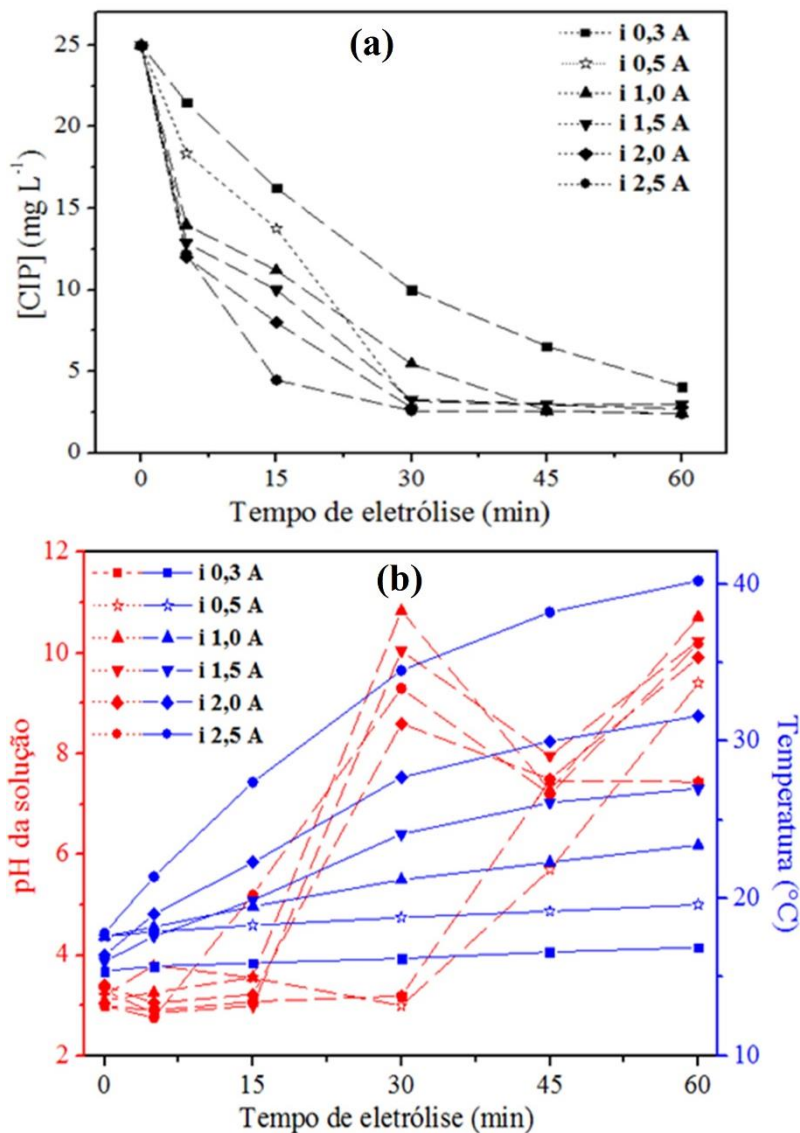 (a)
i 0,3 A
i 0,5 A
i 1,0 A
i 1,5 A
i 2,0 A
i 2,5 A
[CIP] (mg L⁻¹)
25
20
15
10
5
0
0 15 30 45 60
Tempo de eletrólise (min)
(b)
i 0,3 A
i 0,5 A
i 1,0 A
i 1,5 A
i 2,0 A
i 2,5 A
pH da solução
12
10
8
6
4
2
Temperatura (°C)
40
30
20
10
0 15 30 45 60
Tempo de eletrólise (min)